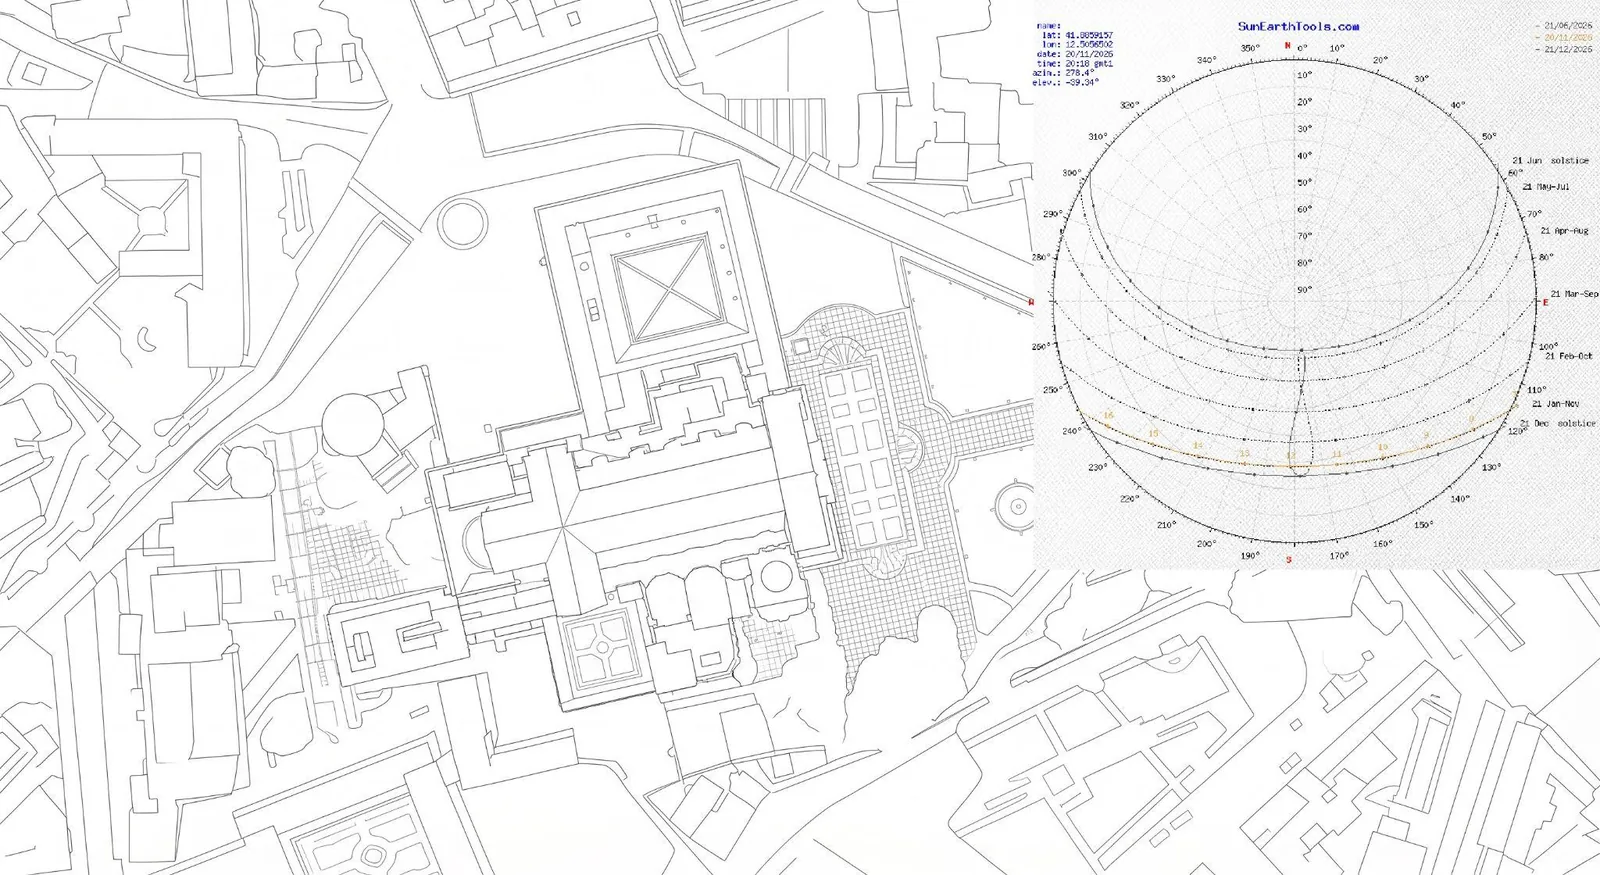 name:
lat: 41.8859157
lon: 12.5056502
date: 20/11/2026
time: 20:18 gmt1
azim.: 278.4°
elev.: -39.34°
SunEarthTools.com
- 21/06/2026
- 20/11/2026
- 21/12/2026
350° N 0° 10°
340° 20°
330° 30°
320° 40°
310° 50°
300° 60°
290° 70°
280° 80°
W E
260° 100°
250° 110°
240° 120°
230° 130°
220° 140°
210° 150°
200° 160°
190° S 170°
10°
20°
30°
40°
50°
60°
70°
80°
90°
21 Jun solstice
21 May-Jul
21 Apr-Aug
21 Mar-Sep
21 Feb-Oct
21 Jan-Nov
21 Dec solstice
16 15 14 13 12 11 10 9 8